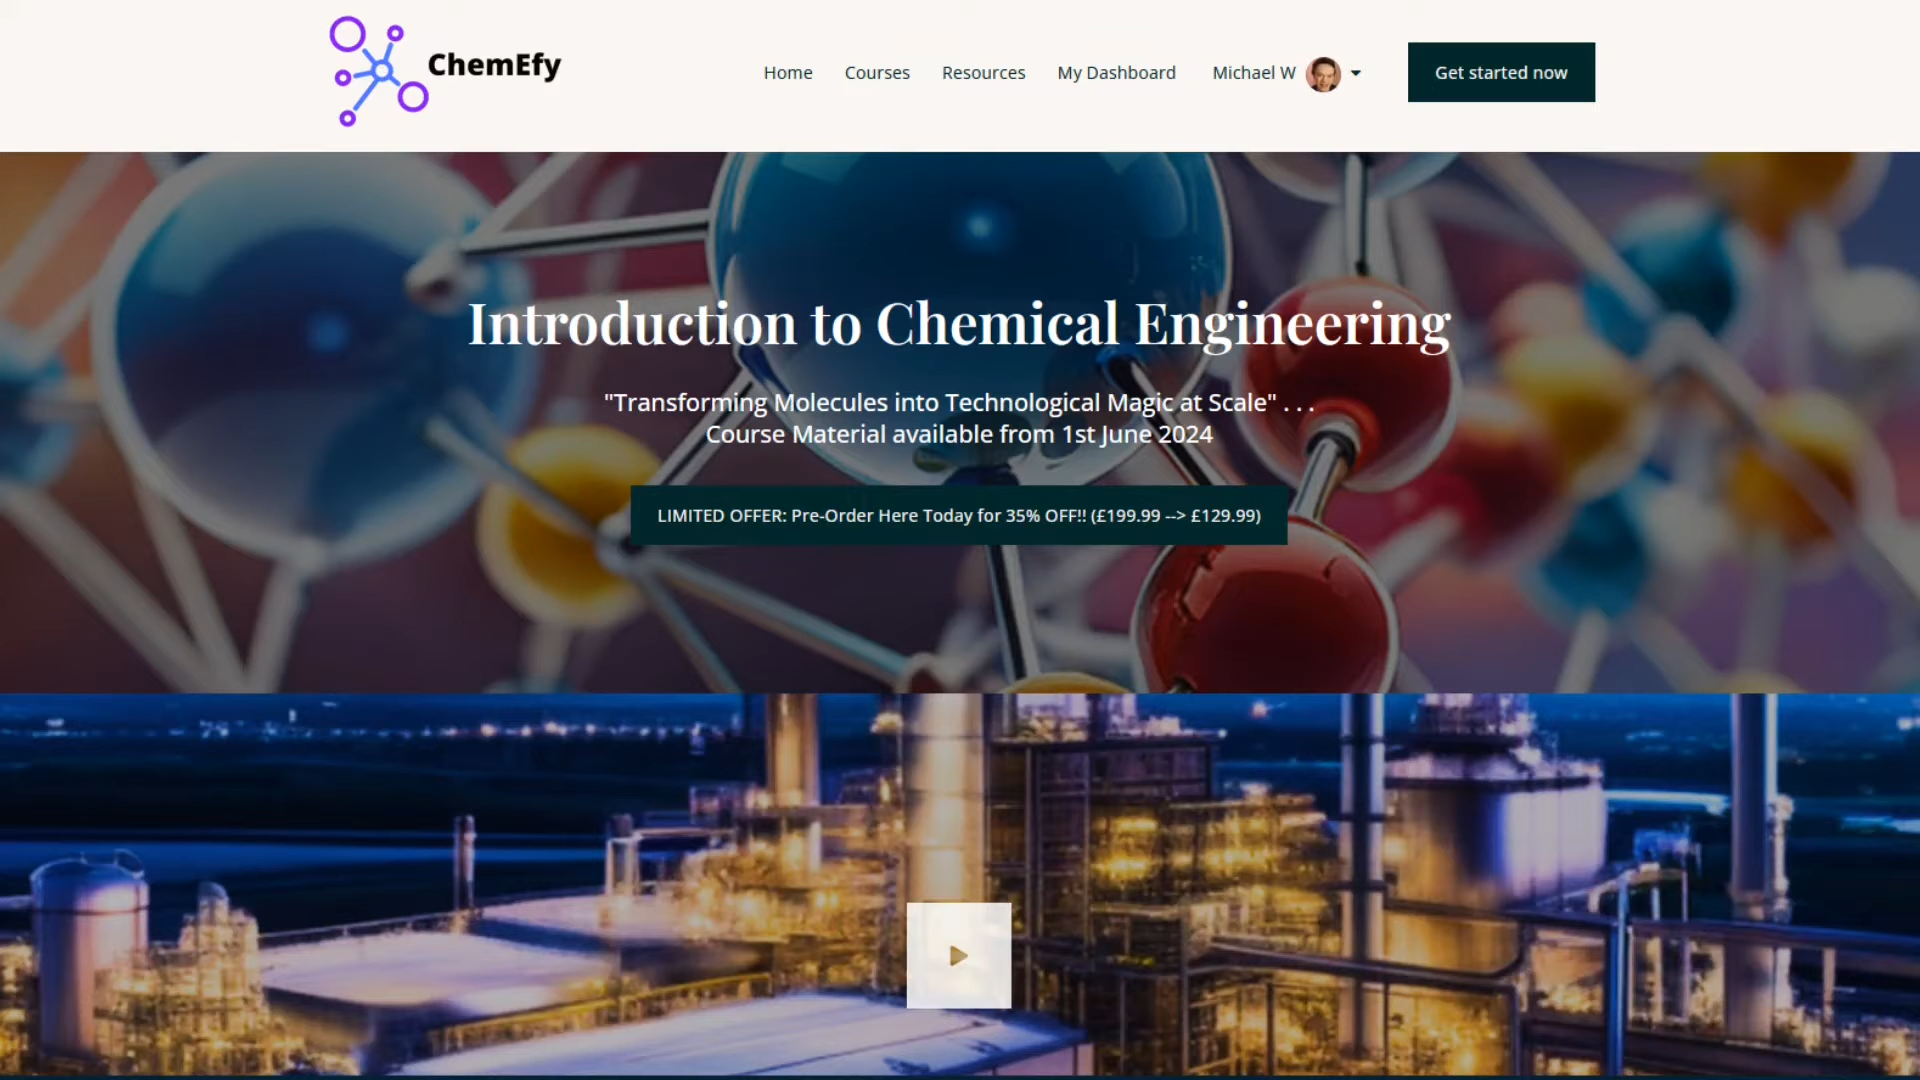 ChemEfy
Home
Courses
Resources
My Dashboard
Michael W
Get started now
Introduction to Chemical Engineering
"Transforming Molecules into Technological Magic at Scale" . . .
Course Material available from 1st June 2024
LIMITED OFFER: Pre-Order Here Today for 35% OFF!! (£199.99 --> £129.99)